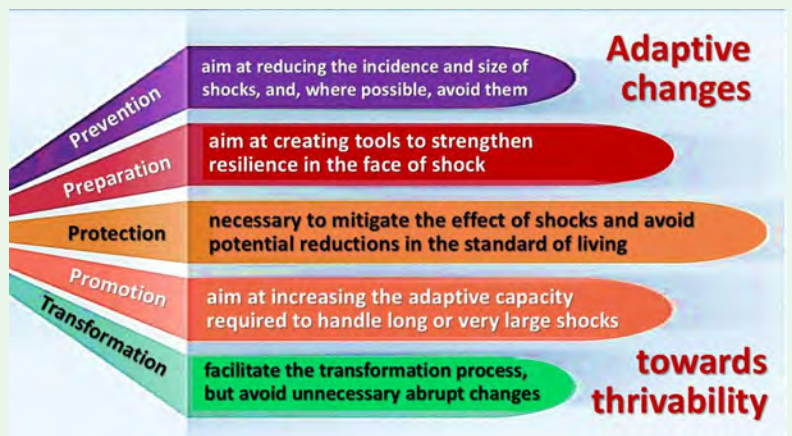 Adaptive
changes
Prevention
aim at reducing the incidence and size of
shocks, and, where possible, avoid them
Preparation
aim at creating tools to strengthen
resilience in the face of shock
Protection
necessary to mitigate the effect of shocks and avoid
potential reductions in the standard of living
Promotion
aim at increasing the adaptive capacity
required to handle long or very large shocks
Transformation
facilitate the transformation process,
but avoid unnecessary abrupt changes
towards
thrivability